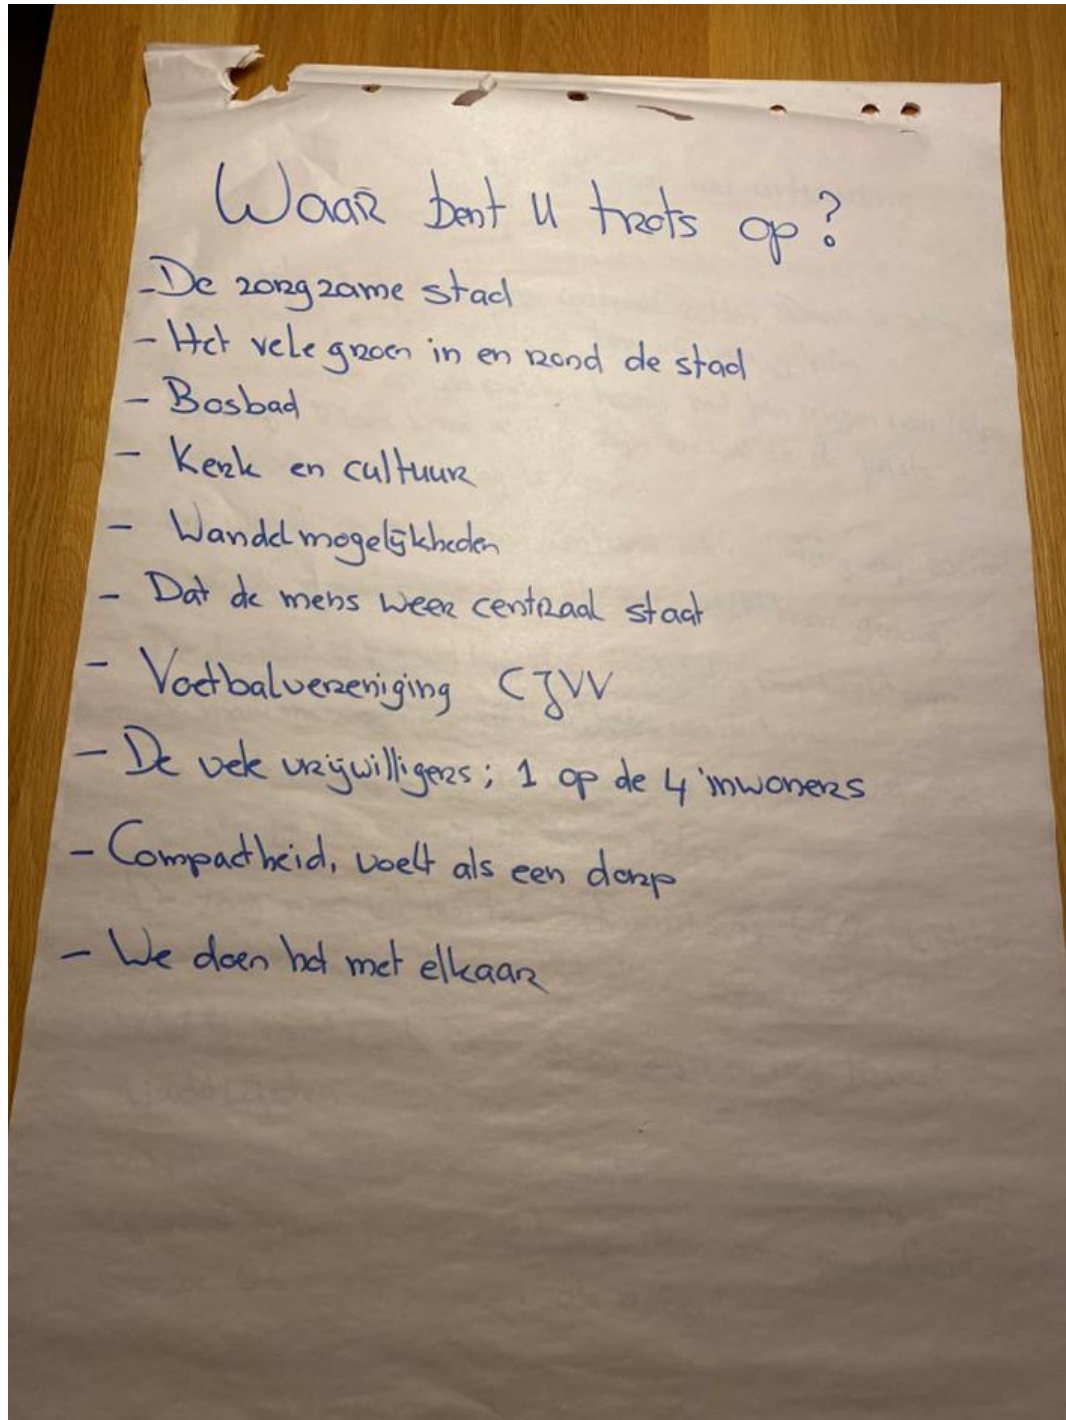 Waar bent u trots op?
- De zorgzame stad
- Het vele groen in en rond de stad
- Bosbad
- Kerk en cultuur
- Wandelmogelijkheden
- Dat de mens weer centraal staat
- Voetbalvereniging CJVV
- De vele vrijwilligers; 1 op de 4 inwoners
- Compactheid, voelt als een dorp
- We doen het met elkaar